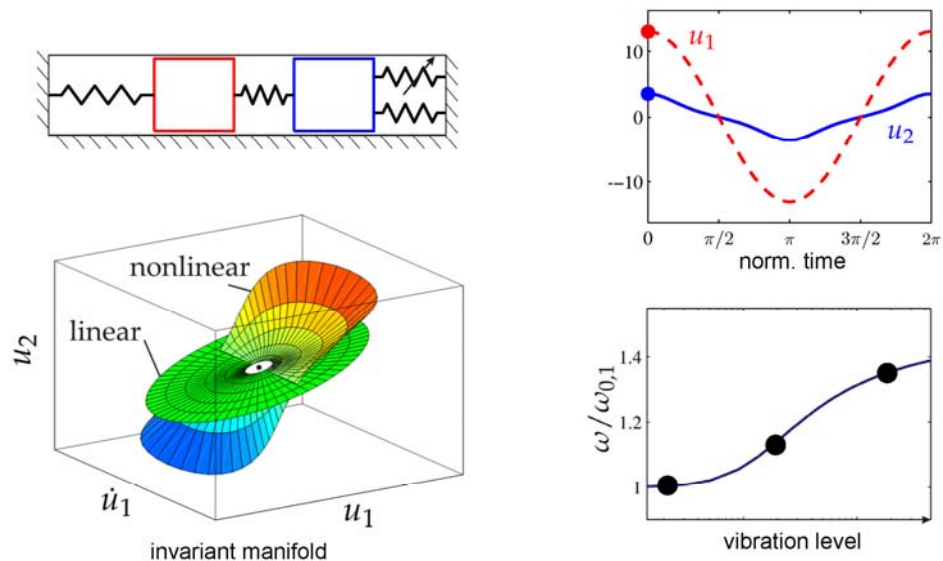 10
0
--10
u₁
u₂
0 π/2 π 3π/2 2π
norm. time
nonlinear
linear
u₂
u̇₁
u₁
invariant manifold
1.4
1.2
1
ω/ω₀,₁
vibration level